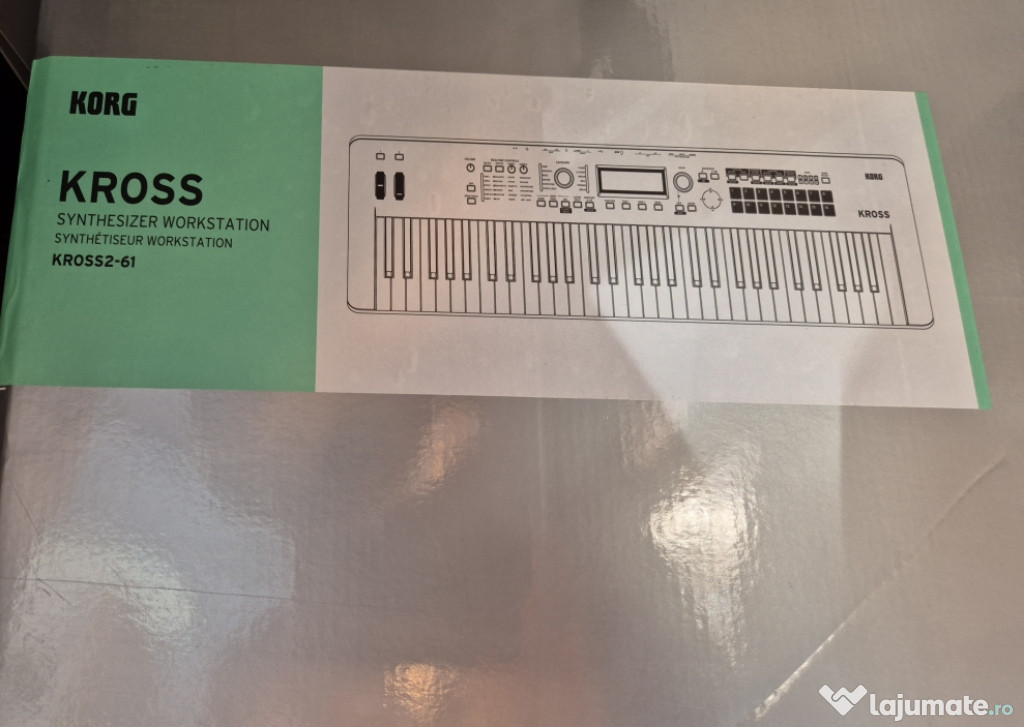 KORG
KROSS
SYNTHESIZER WORKSTATION
SYNTHÉTISEUR WORKSTATION
KROSS2-61
KORG
KROSS
lajumate.ro